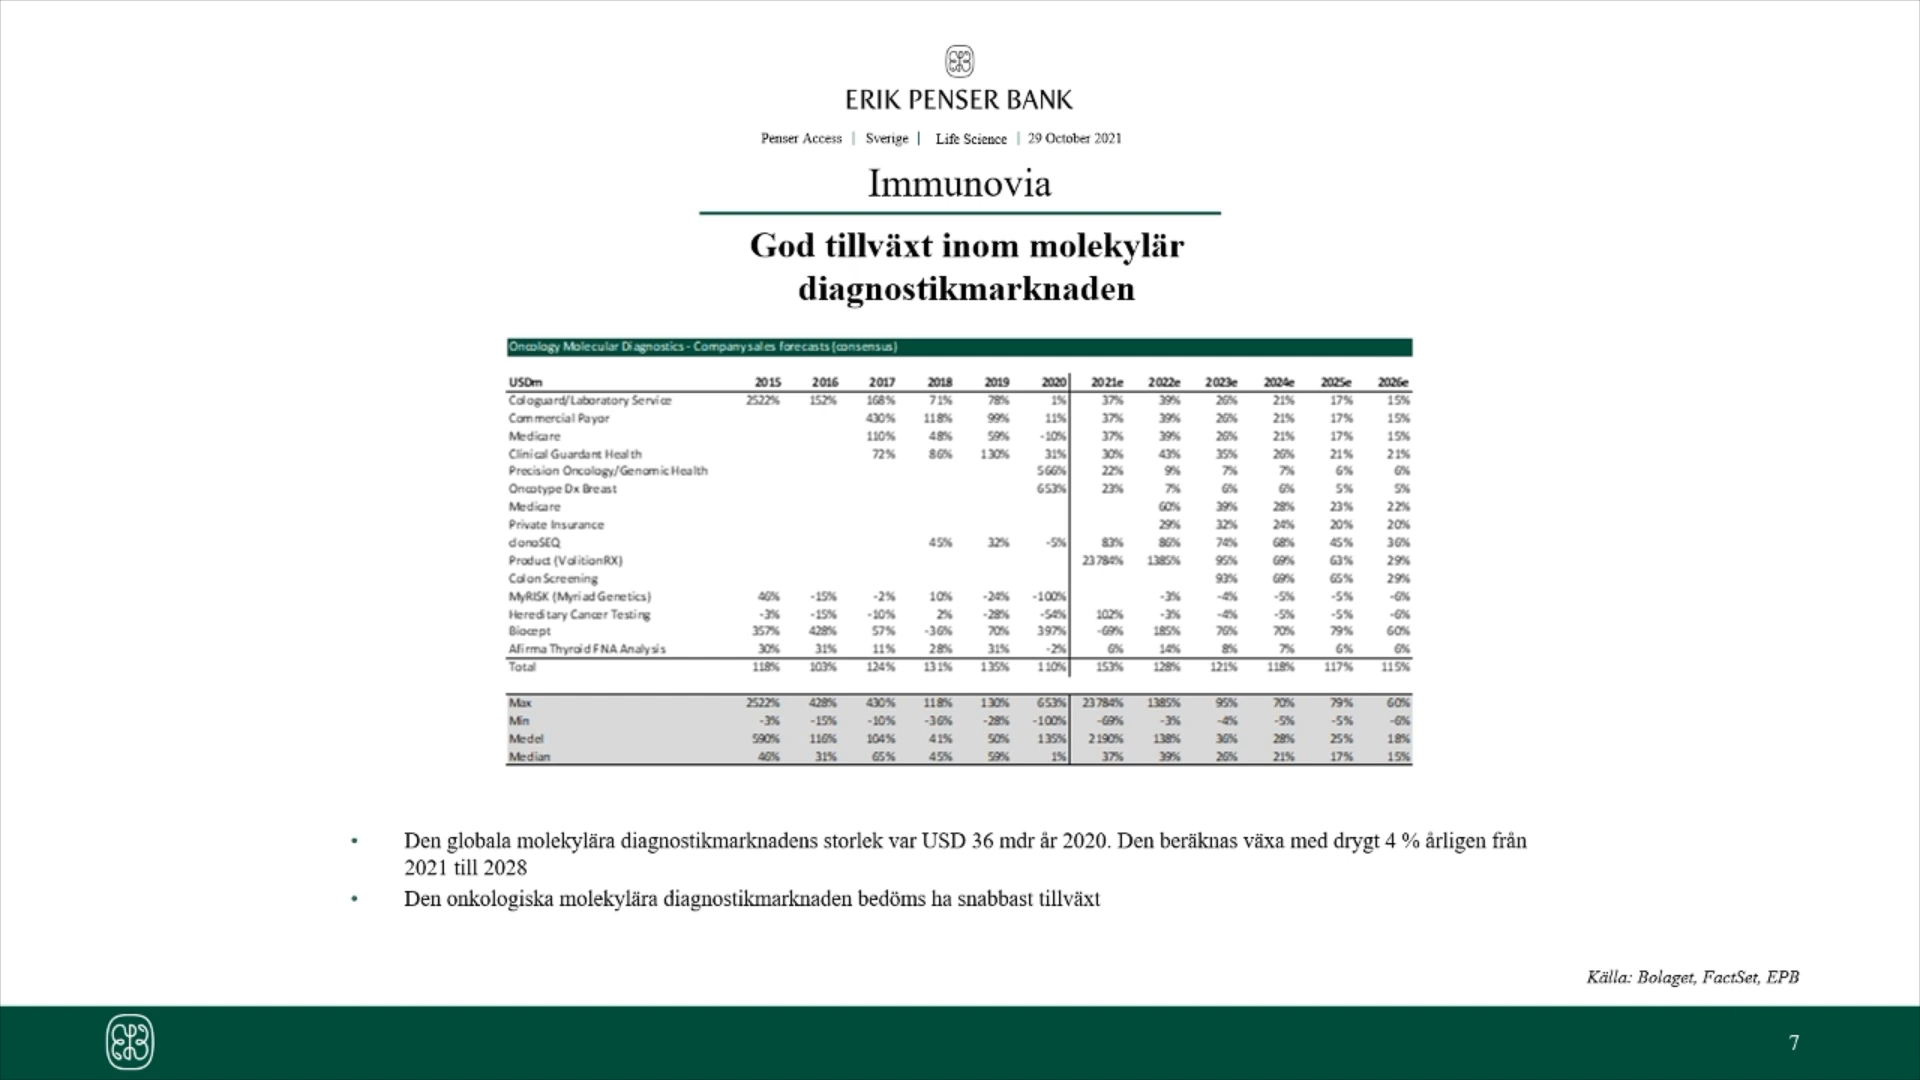 ERIK PENSER BANK
Penser Access | Sverige | Life Science | 29 October 2021
Immunovia
God tillväxt inom molekylär
diagnostikmarknaden
Oncology Molecular Diagnostics - Company sales forecasts (consensus)
USDm 2015 2016 2017 2018 2019 2020 2021e 2022e 2023e 2024e 2025e 2026e
Cologuard/Laboratory Service 2522% 152% 168% 71% 78% 1% 37% 39% 26% 21% 17% 15%
Commercial Payor 430% 118% 99% 11% 37% 39% 26% 21% 17% 15%
Medicare 110% 48% 59% -10% 37% 39% 26% 21% 17% 15%
Clinical Guardant Health 72% 86% 130% 31% 30% 43% 35% 26% 21% 21%
Precision Oncology/Genomic Health 566% 22% 9% 7% 7% 6% 6%
Oncotype Dx Breast 653% 23% 7% 6% 6% 5% 5%
Medicare 60% 39% 28% 23% 22%
Private Insurance 29% 32% 24% 20% 20%
clonoSEQ 45% 32% -5% 83% 86% 74% 68% 45% 36%
Product (VolitionRX) 23784% 1385% 95% 69% 63% 29%
Colon Screening 93% 69% 65% 29%
MyRISK (Myriad Genetics) 46% -15% -2% 10% -24% -100% -3% -4% -5% -5% -6%
Hereditary Cancer Testing -3% -15% -10% 2% -28% -54% 102% -3% -4% -5% -5% -6%
Biocept 357% 428% 57% -36% 70% 397% -69% 185% 76% 70% 79% 60%
Afirma Thyroid FNA Analysis 30% 31% 11% 28% 31% -2% 6% 14% 8% 7% 6% 6%
Total 118% 103% 124% 131% 135% 110% 153% 128% 121% 118% 117% 115%
Max 2522% 428% 430% 118% 130% 653% 23784% 1385% 95% 70% 79% 60%
Min -3% -15% -10% -36% -28% -100% -69% -3% -4% -5% -5% -6%
Medel 590% 116% 104% 41% 50% 135% 2190% 138% 36% 28% 25% 18%
Median 46% 31% 65% 45% 59% 1% 37% 39% 26% 21% 17% 15%
• Den globala molekylära diagnostikmarknadens storlek var USD 36 mdr år 2020. Den beräknas växa med drygt 4 % årligen från
2021 till 2028
• Den onkologiska molekylära diagnostikmarknaden bedöms ha snabbast tillväxt
Källa: Bolaget, FactSet, EPB
7